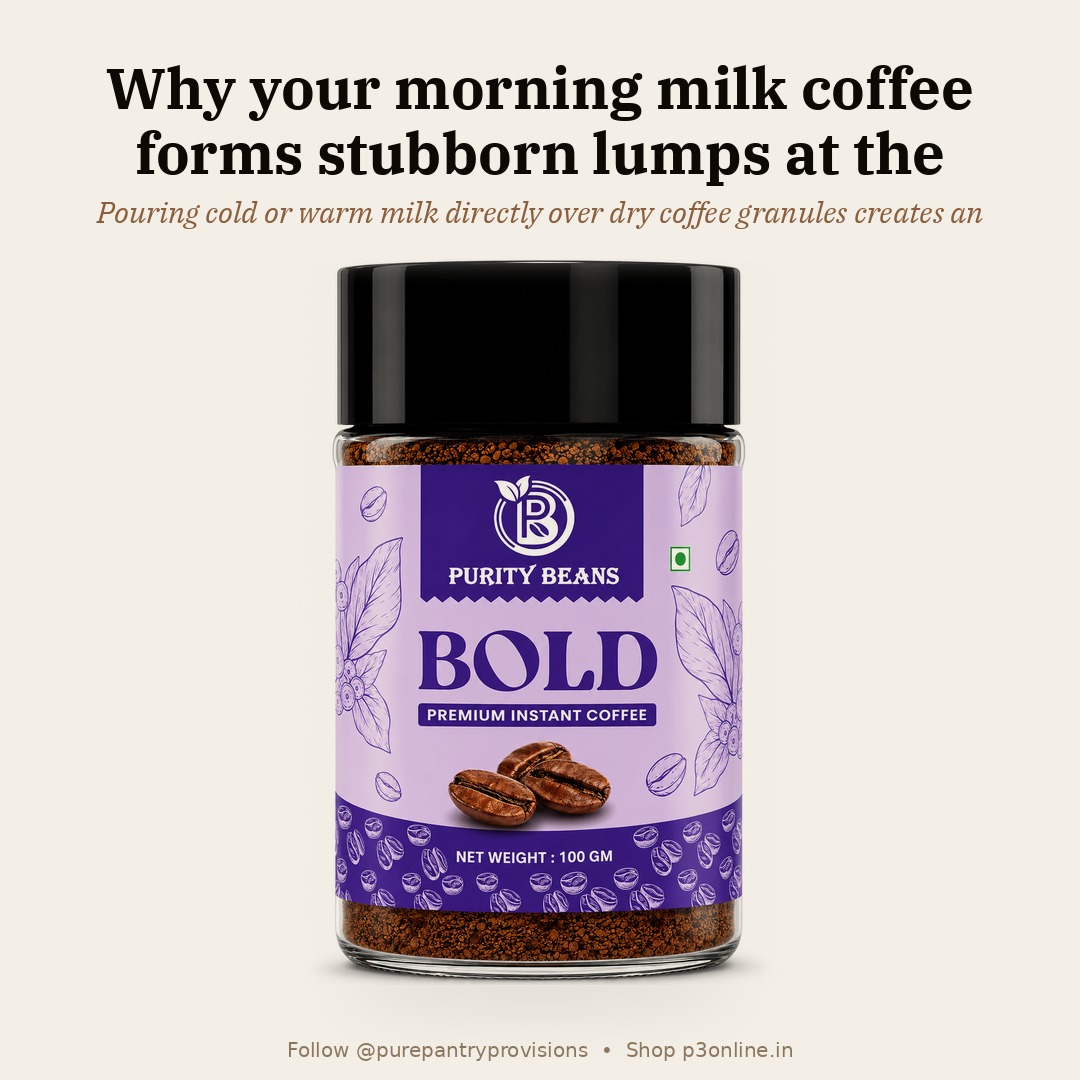 Why your morning milk coffee
forms stubborn lumps at the
Pouring cold or warm milk directly over dry coffee granules creates an
PURITY BEANS
BOLD
PREMIUM INSTANT COFFEE
NET WEIGHT : 100 GM
Follow @purepantryprovisions • Shop p3online.in